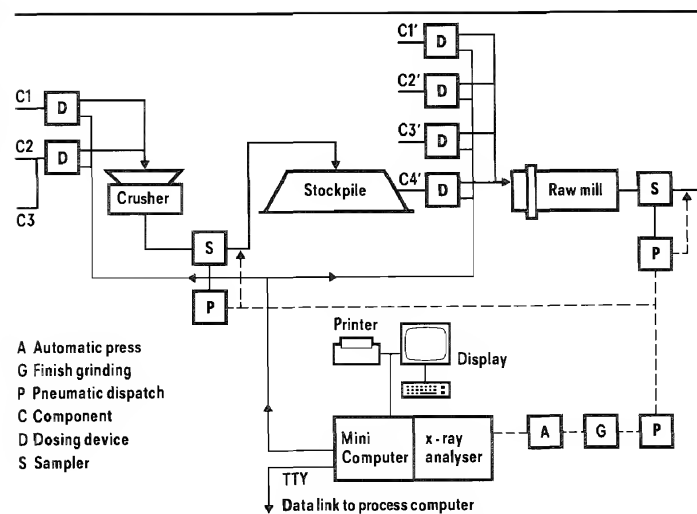 C1'
D
C2'
D
C3'
D
C1
D
C2
D
C3
Crusher
Stockpile
C4'
D
Raw mill
S
S
P
P
A Automatic press
G Finish grinding
P Pneumatic dispatch
C Component
D Dosing device
S Sampler
Printer
Display
Mini
Computer
x-ray
analyser
A
G
P
TTY
Data link to process computer